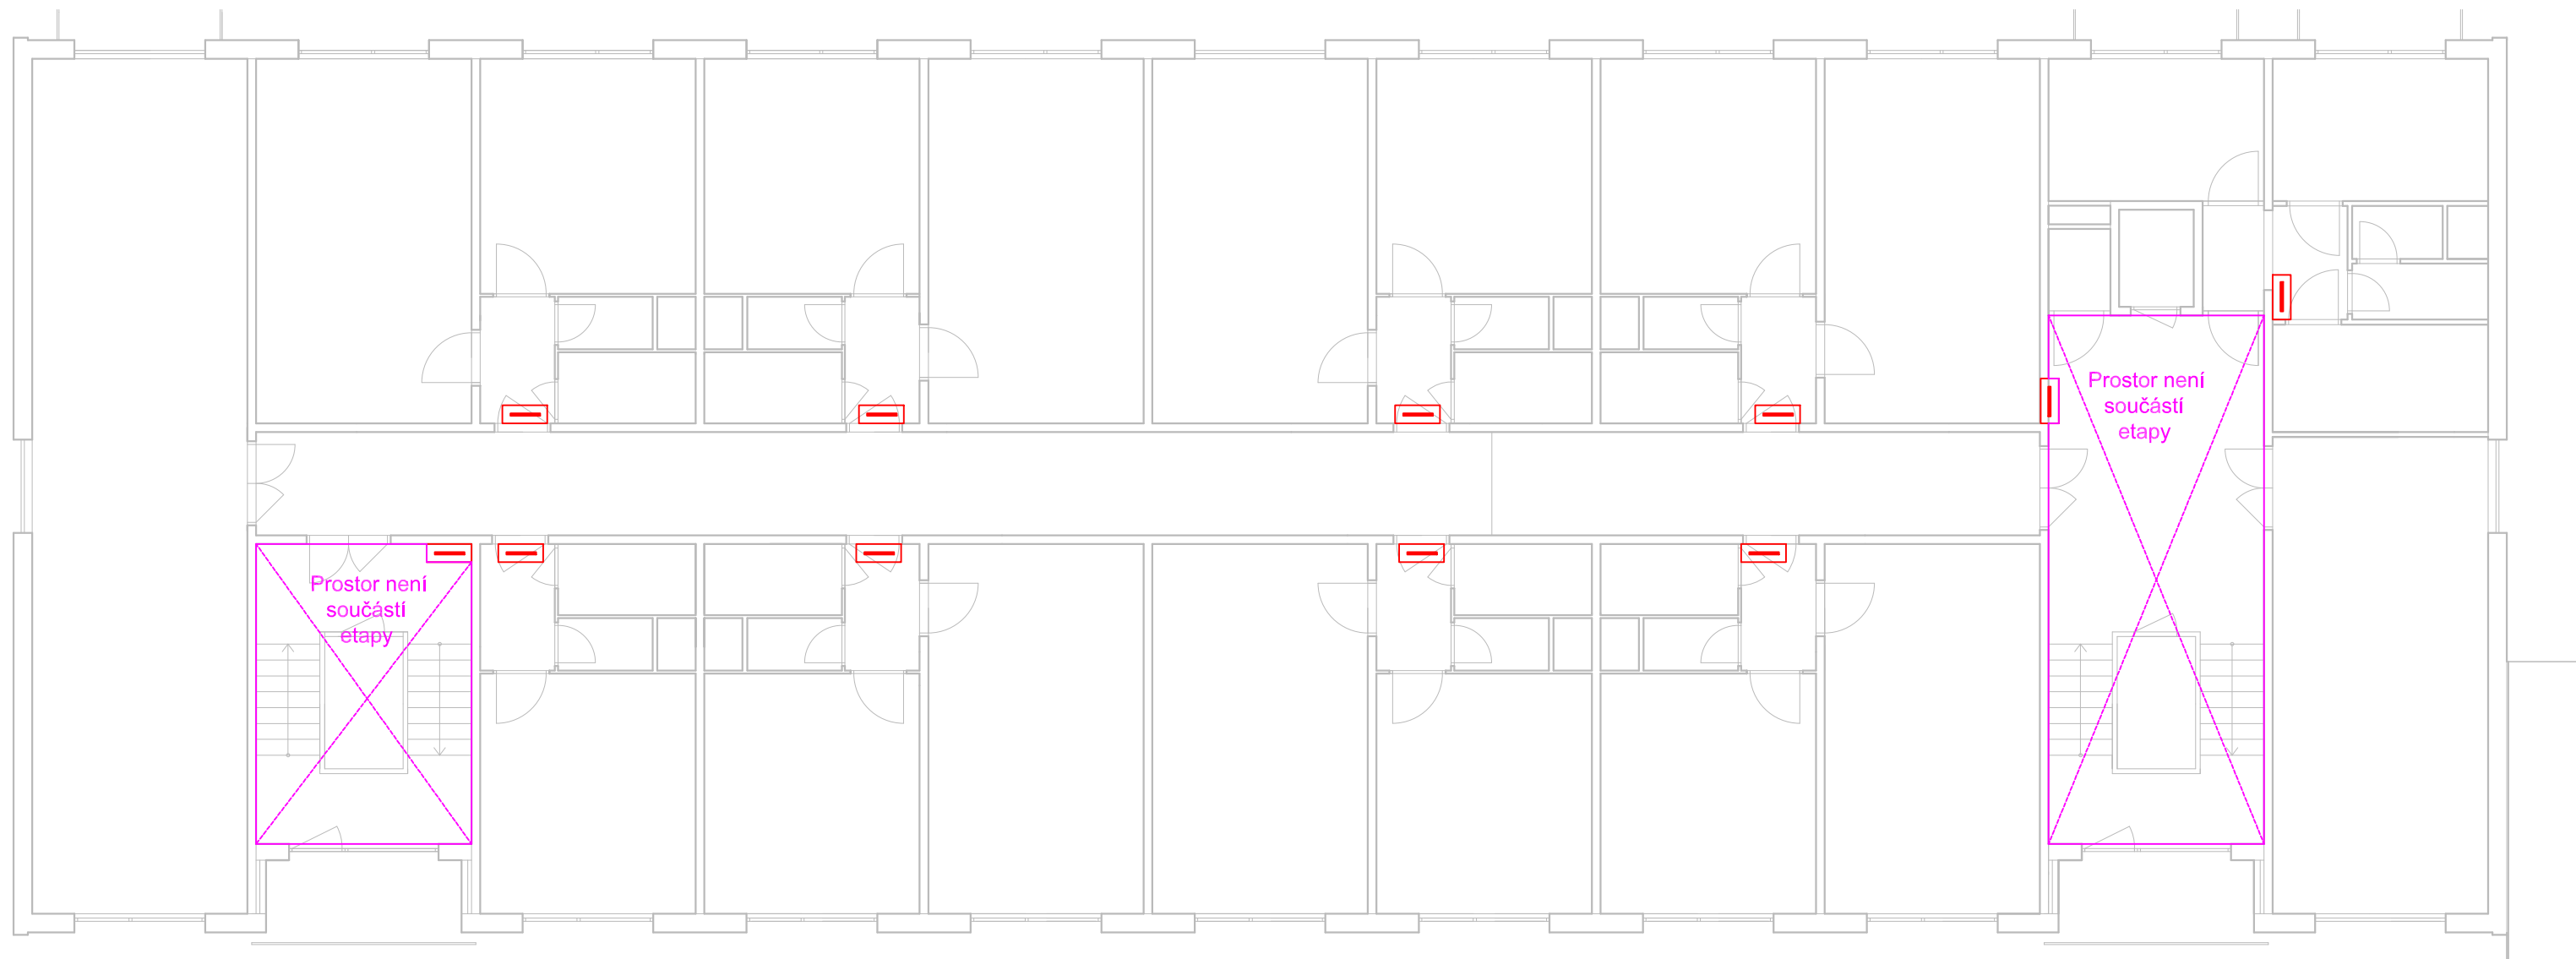 Prostor není
součástí
etapy
Prostor není
součástí
etapy